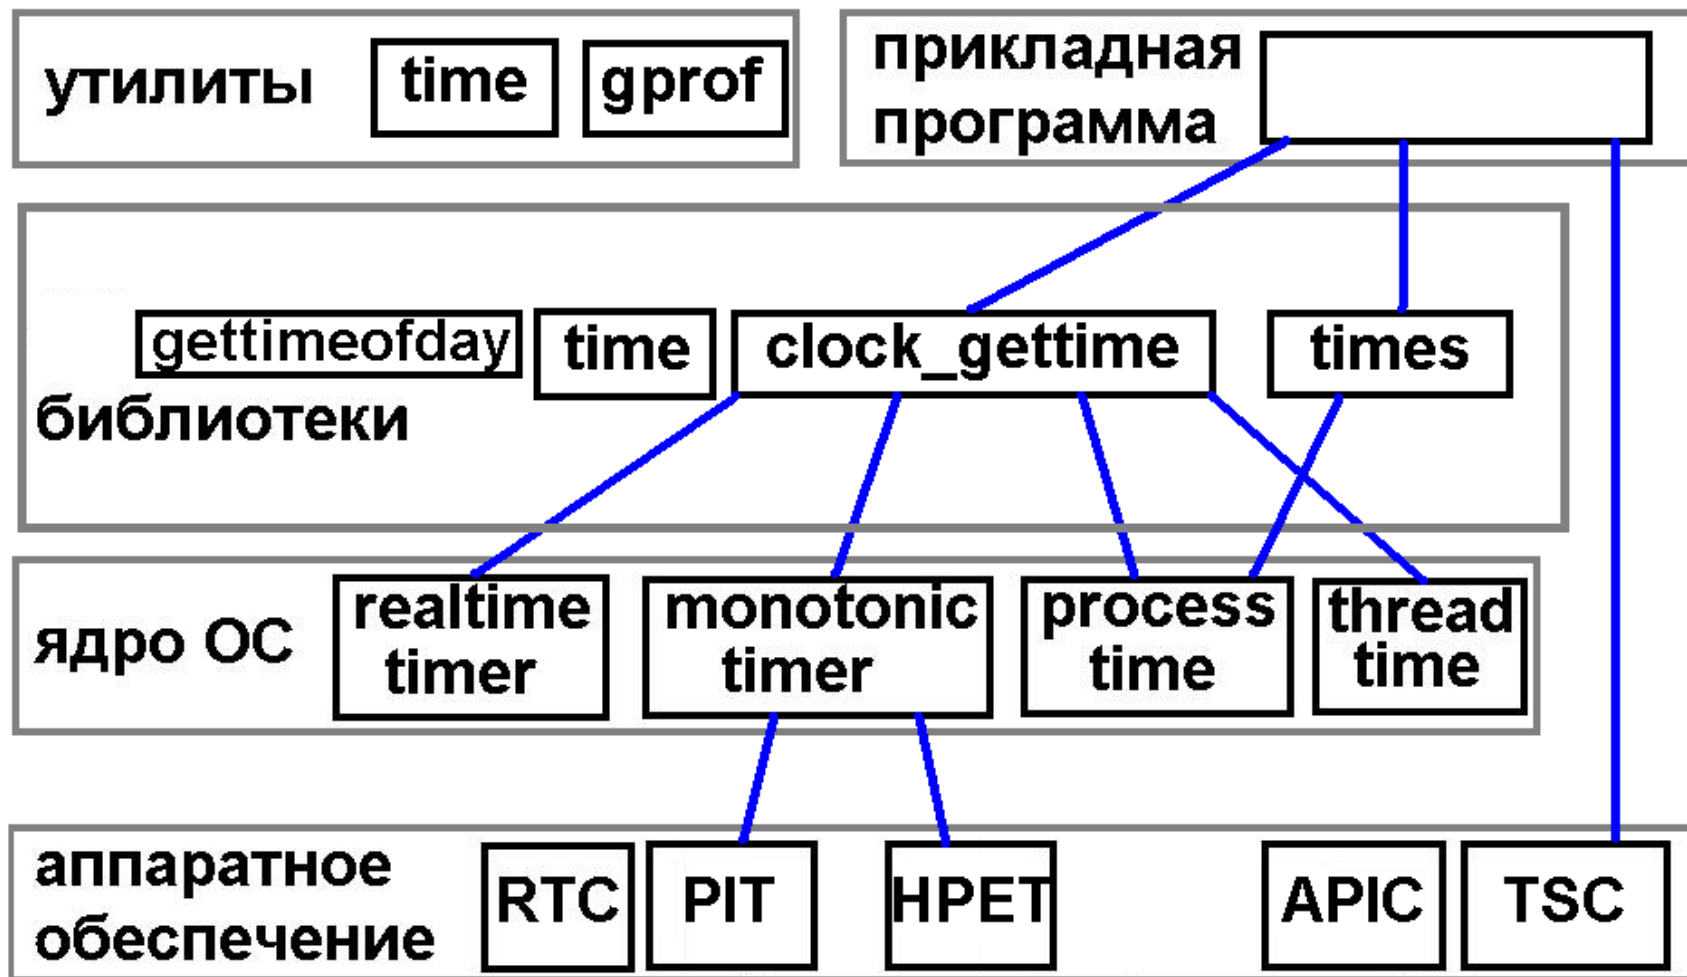 утилиты
time
gprof
прикладная
программа
gettimeofday
time
clock_gettime
times
библиотеки
ядро ОС
realtime
timer
monotonic
timer
process
time
thread
time
аппаратное
обеспечение
RTC
PIT
HPET
APIC
TSC